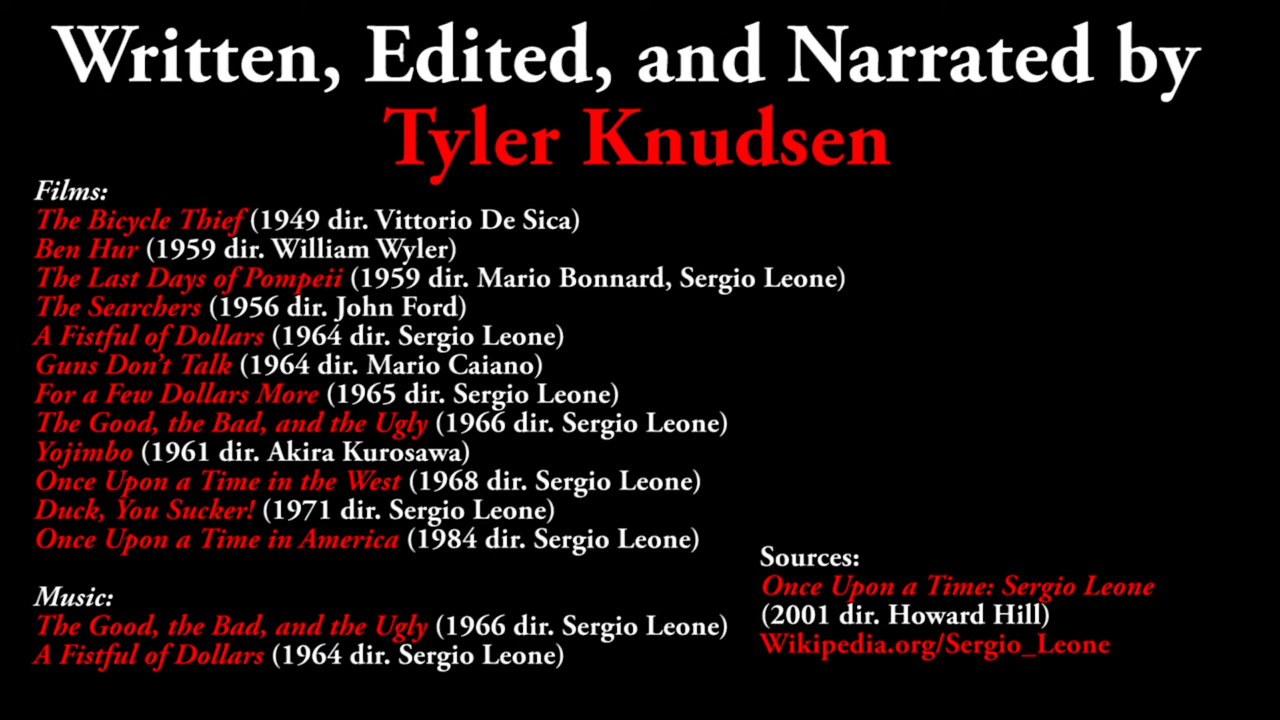 Written, Edited, and Narrated by
Tyler Knudsen
Films:
The Bicycle Thief (1949 dir. Vittorio De Sica)
Ben Hur (1959 dir. William Wyler)
The Last Days of Pompeii (1959 dir. Mario Bonnard, Sergio Leone)
The Searchers (1956 dir. John Ford)
A Fistful of Dollars (1964 dir. Sergio Leone)
Guns Don't Talk (1964 dir. Mario Caiano)
For a Few Dollars More (1965 dir. Sergio Leone)
The Good, the Bad, and the Ugly (1966 dir. Sergio Leone)
Yojimbo (1961 dir. Akira Kurosawa)
Once Upon a Time in the West (1968 dir. Sergio Leone)
Duck, You Sucker! (1971 dir. Sergio Leone)
Once Upon a Time in America (1984 dir. Sergio Leone)
Music:
The Good, the Bad, and the Ugly (1966 dir. Sergio Leone)
A Fistful of Dollars (1964 dir. Sergio Leone)
Sources:
Once Upon a Time: Sergio Leone
(2001 dir. Howard Hill)
Wikipedia.org/Sergio_Leone